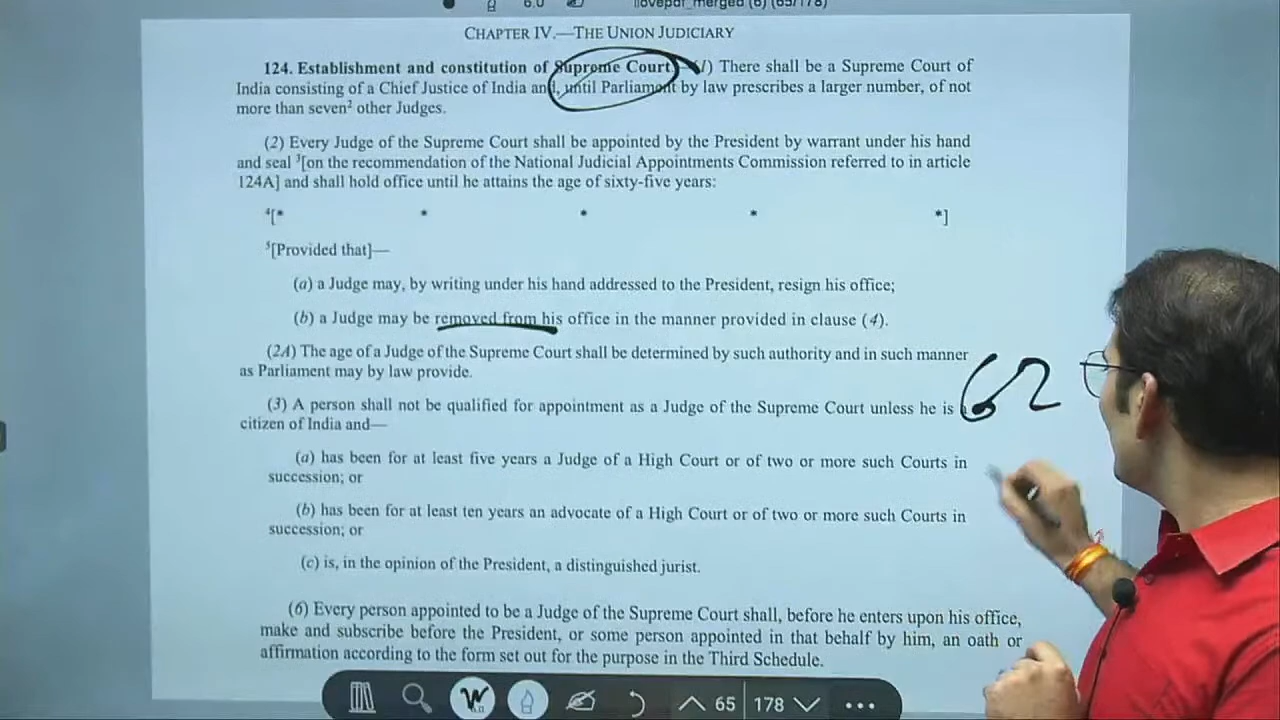 6.0 ilovepdf_merged (6) (65/178)
CHAPTER IV.—THE UNION JUDICIARY
124. Establishment and constitution of Supreme Court.—(1) There shall be a Supreme Court of
India consisting of a Chief Justice of India and, until Parliament by law prescribes a larger number, of not
more than seven² other Judges.
(2) Every Judge of the Supreme Court shall be appointed by the President by warrant under his hand
and seal ³[on the recommendation of the National Judicial Appointments Commission referred to in article
124A] and shall hold office until he attains the age of sixty-five years:
⁴[* * * * *]
⁵[Provided that]—
(a) a Judge may, by writing under his hand addressed to the President, resign his office;
(b) a Judge may be removed from his office in the manner provided in clause (4).
(2A) The age of a Judge of the Supreme Court shall be determined by such authority and in such manner
as Parliament may by law provide.
62
(3) A person shall not be qualified for appointment as a Judge of the Supreme Court unless he is
citizen of India and—
(a) has been for at least five years a Judge of a High Court or of two or more such Courts in
succession; or
(b) has been for at least ten years an advocate of a High Court or of two or more such Courts in
succession; or
(c) is, in the opinion of the President, a distinguished jurist.
(6) Every person appointed to be a Judge of the Supreme Court shall, before he enters upon his office,
make and subscribe before the President, or some person appointed in that behalf by him, an oath or
affirmation according to the form set out for the purpose in the Third Schedule.
65 178